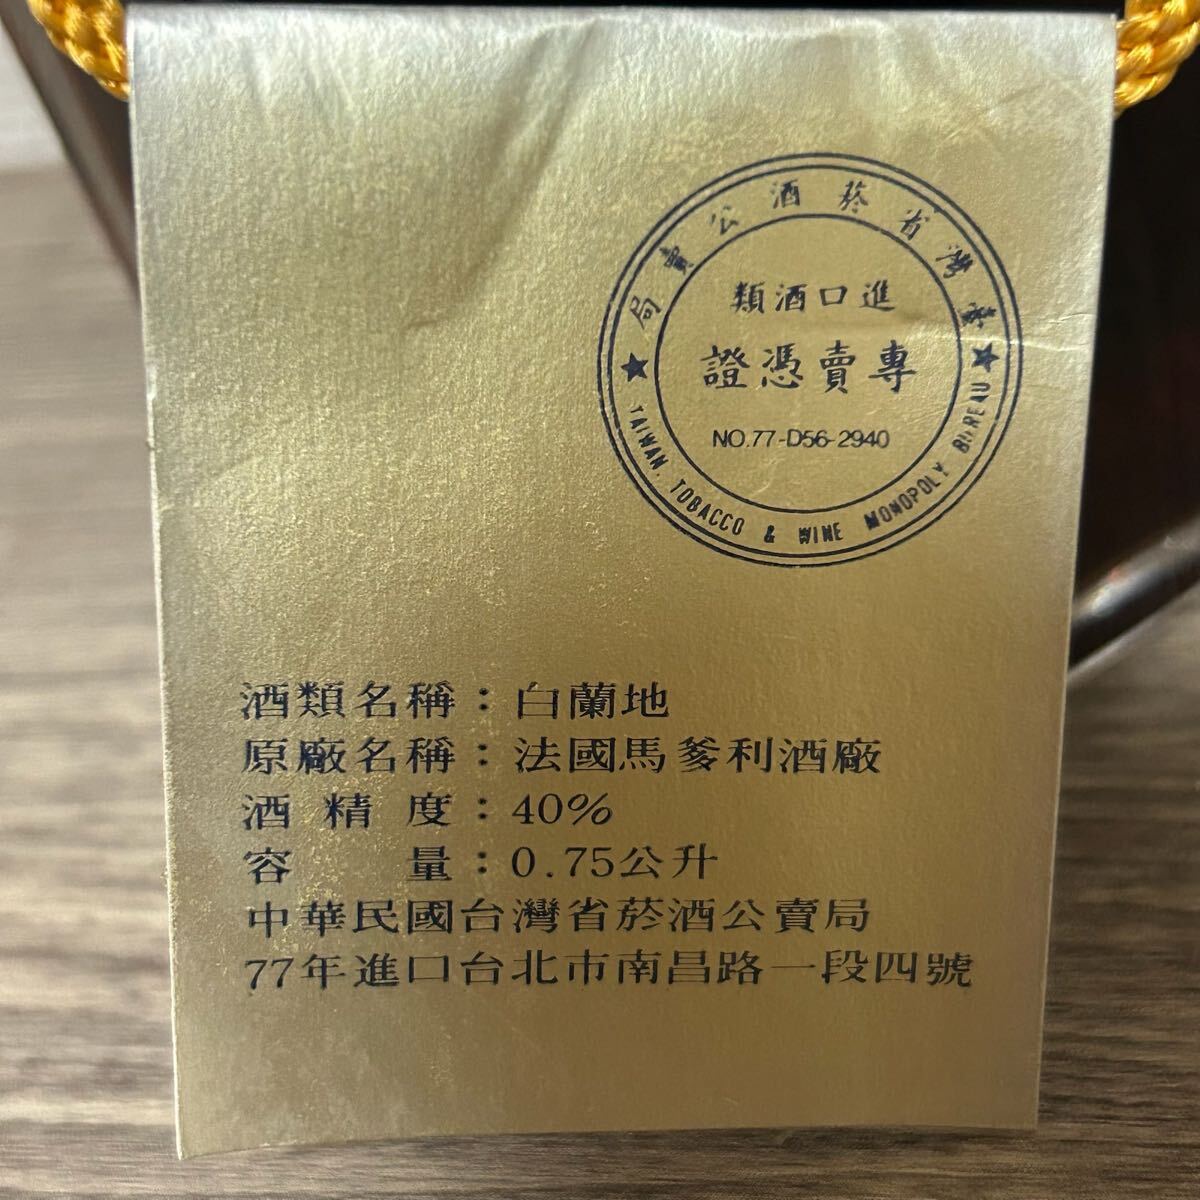 臺灣省菸酒公賣局
進口酒類
專賣憑證
NO.77-D56-2940
TAIWAN. TOBACCO & WINE MONOPOLY BUREAU
酒類名稱：白蘭地
原廠名稱：法國馬爹利酒廠
酒精度：40%
容量：0.75公升
中華民國台灣省菸酒公賣局
77年進口台北市南昌路一段四號